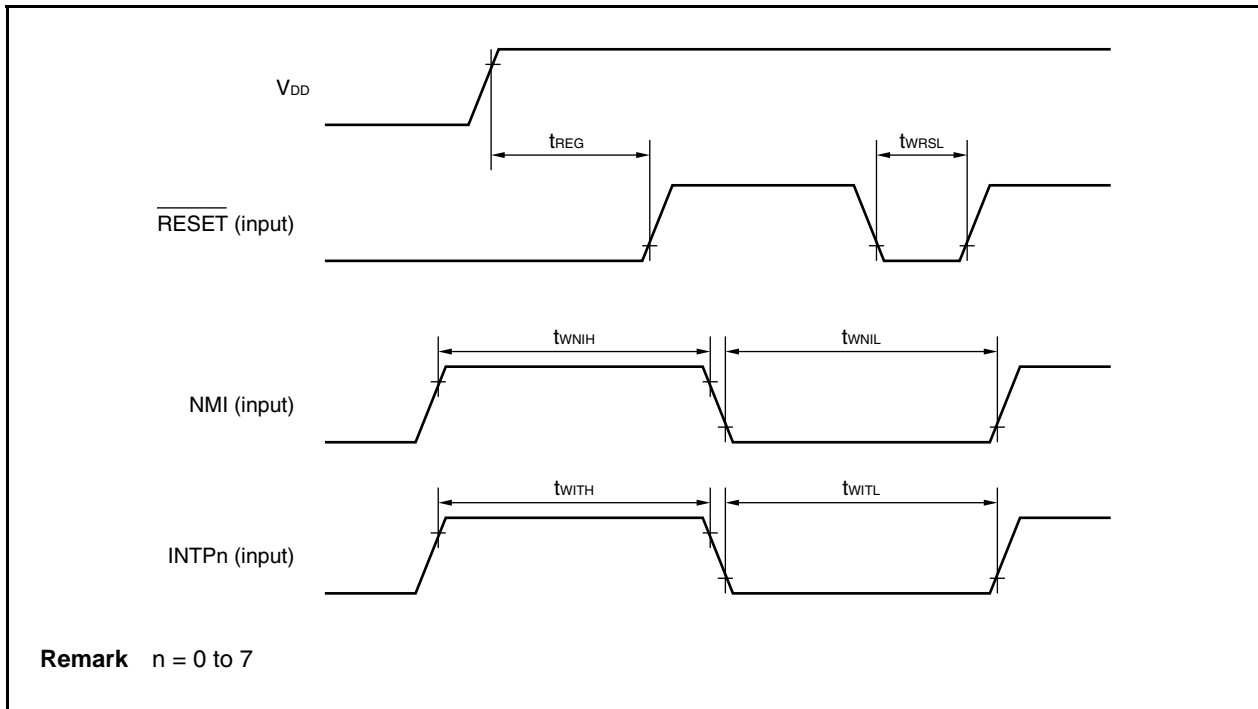 VDD
tREG
tWRSL
RESET (input)
tWNIH
tWNIL
NMI (input)
tWITH
tWITL
INTPn (input)
Remark n = 0 to 7